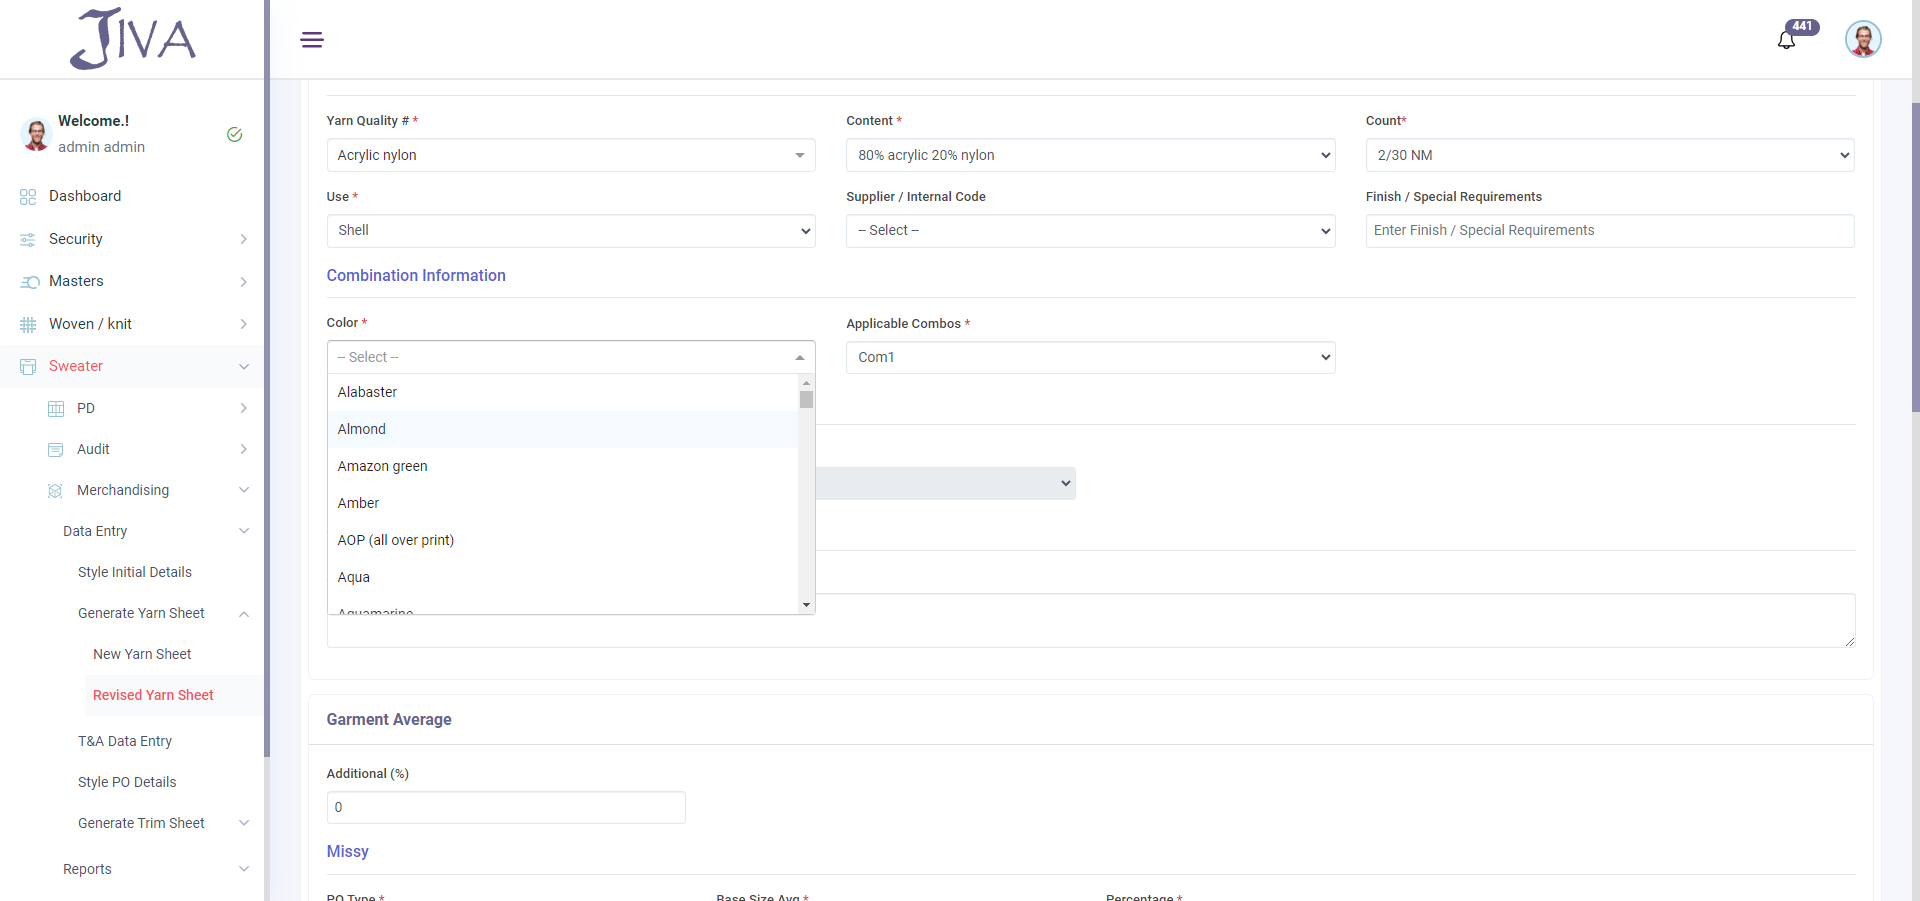 JIVA
441
Welcome.!
admin admin
Dashboard
Security
Masters
Woven / knit
Sweater
PD
Audit
Merchandising
Data Entry
Style Initial Details
Generate Yarn Sheet
New Yarn Sheet
Revised Yarn Sheet
T&A Data Entry
Style PO Details
Generate Trim Sheet
Reports
Yarn Quality # *
Content *
Count*
Acrylic nylon
80% acrylic 20% nylon
2/30 NM
Use *
Supplier / Internal Code
Finish / Special Requirements
Shell
-- Select --
Enter Finish / Special Requirements
Combination Information
Color *
Applicable Combos *
-- Select --
Com1
Alabaster
Almond
Amazon green
Amber
AOP (all over print)
Aqua
Aquamarine
Garment Average
Additional (%)
0
Missy
PO Type *
Base Size Avg *
Percentage *